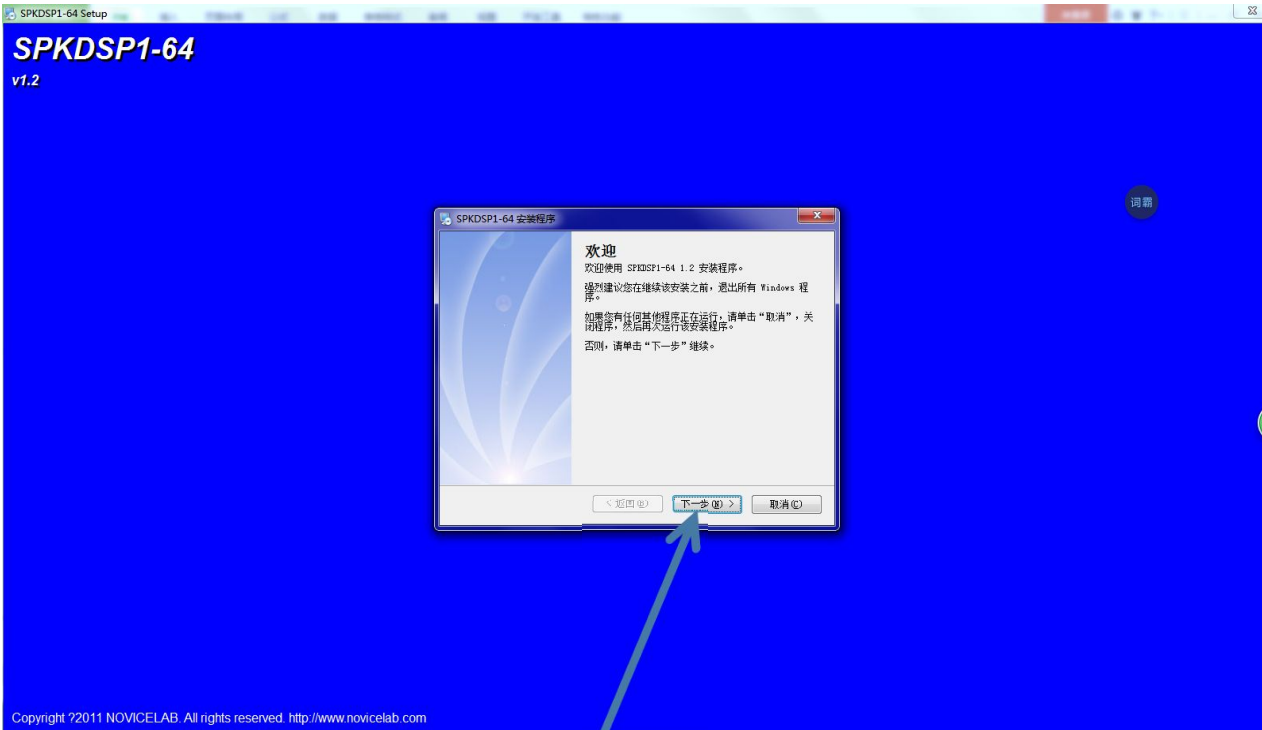 SPKDSP1-64 Setup
SPKDSP1-64
v1.2
词霸
SPKDSP1-64 安装程序
欢迎
欢迎使用 SPKDSP1-64 1.2 安装程序。
强烈建议您在继续该安装之前，退出所有 Windows 程
序。
如果您有任何其他程序正在运行，请单击“取消”，关
闭程序，然后再次运行该安装程序。
否则，请单击“下一步”继续。
< 返回(B)
下一步(N) >
取消(C)
Copyright ?2011 NOVICELAB. All rights reserved. http://www.novicelab.com